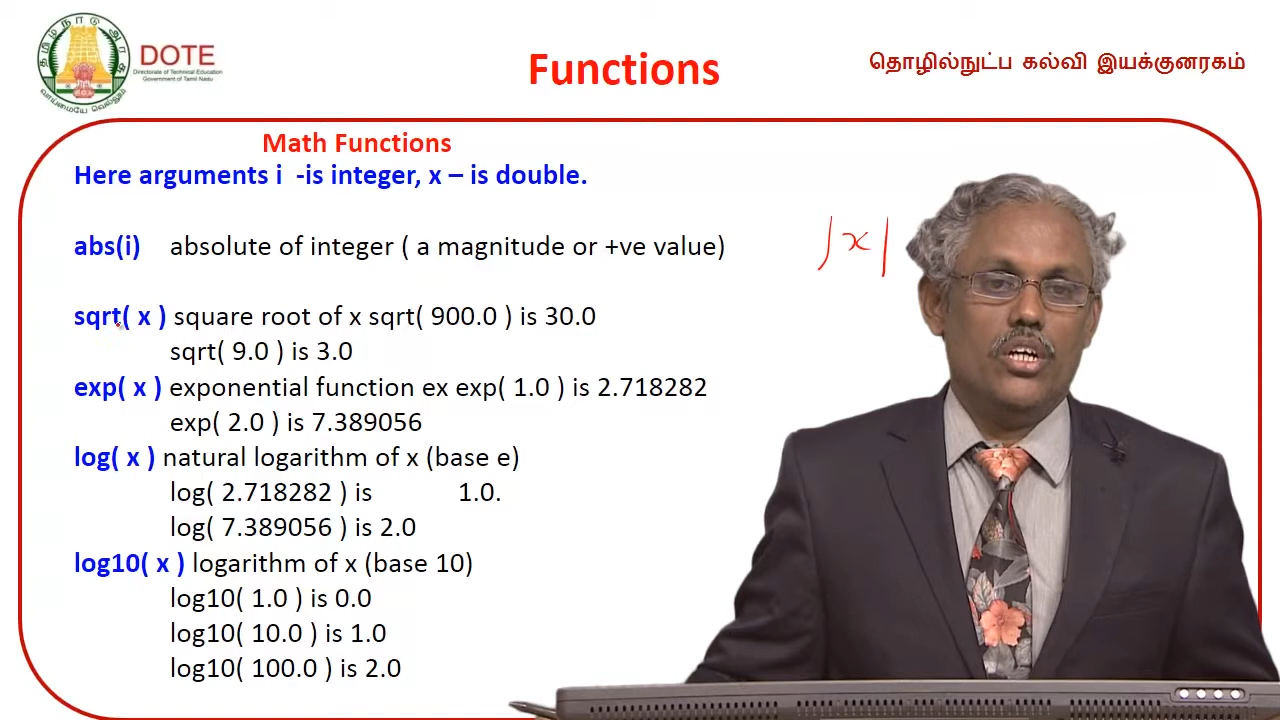 தமிழ்நாடு அரசு
வாய்மையே வெல்லும்
DOTE
Directorate of Technical Education
Government of Tamil Nadu
Functions
தொழில்நுட்ப கல்வி இயக்குனரகம்
Math Functions
Here arguments i -is integer, x – is double.
abs(i) absolute of integer ( a magnitude or +ve value)
|x|
sqrt( x ) square root of x sqrt( 900.0 ) is 30.0
sqrt( 9.0 ) is 3.0
exp( x ) exponential function ex exp( 1.0 ) is 2.718282
exp( 2.0 ) is 7.389056
log( x ) natural logarithm of x (base e)
log( 2.718282 ) is 1.0.
log( 7.389056 ) is 2.0
log10( x ) logarithm of x (base 10)
log10( 1.0 ) is 0.0
log10( 10.0 ) is 1.0
log10( 100.0 ) is 2.0